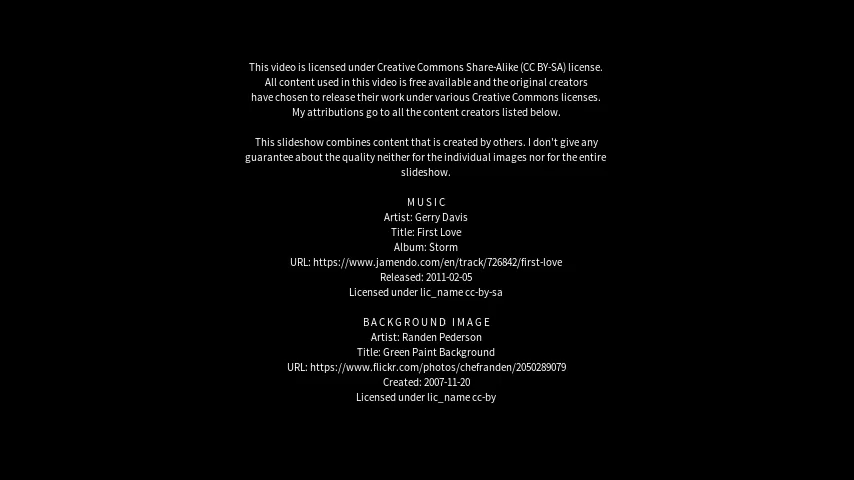 This video is licensed under Creative Commons Share-Alike (CC BY-SA) license.
All content used in this video is free available and the original creators
have chosen to release their work under various Creative Commons licenses.
My attributions go to all the content creators listed below.
This slideshow combines content that is created by others. I don't give any
guarantee about the quality neither for the individual images nor for the entire
slideshow.
MUSIC
Artist: Gerry Davis
Title: First Love
Album: Storm
URL: https://www.jamendo.com/en/track/726842/first-love
Released: 2011-02-05
Licensed under lic_name cc-by-sa
BACKGROUND IMAGE
Artist: Randen Pederson
Title: Green Paint Background
URL: https://www.flickr.com/photos/chefranden/2050289079
Created: 2007-11-20
Licensed under lic_name cc-by